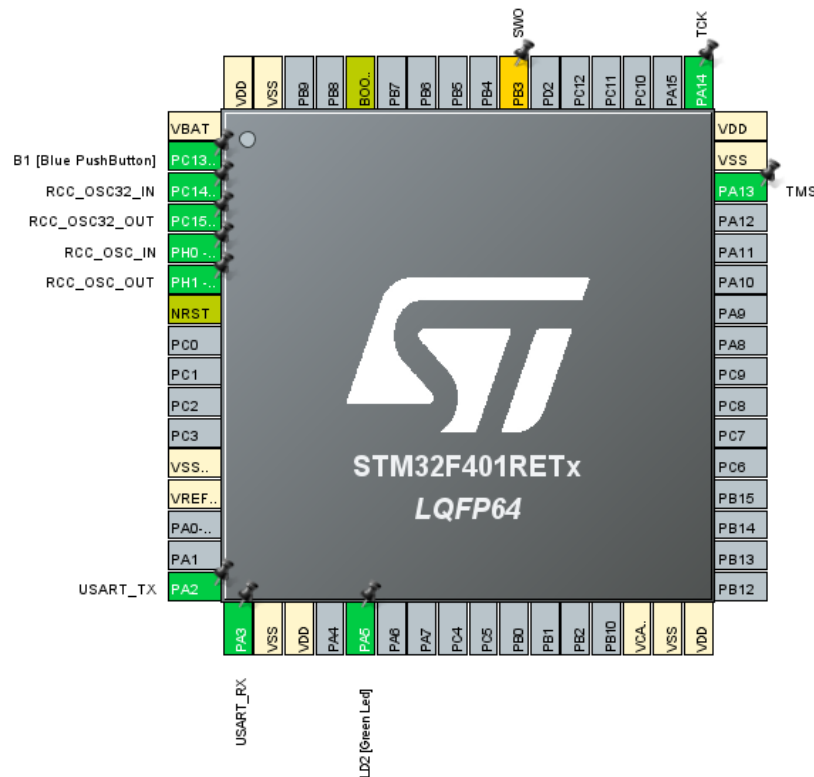 SWO
TCK
VDD
VSS
PB9
PB8
BOO..
PB7
PB6
PB5
PB4
PB3
PD2
PC12
PC11
PC10
PA15
PA14
VBAT
B1 [Blue PushButton] PC13..
RCC_OSC32_IN PC14..
RCC_OSC32_OUT PC15..
RCC_OSC_IN PH0 -..
RCC_OSC_OUT PH1 -..
NRST
PC0
PC1
PC2
PC3
VSS..
VREF..
PA0-..
PA1
USART_TX PA2
VDD
VSS
PA13 TMS
PA12
PA11
PA10
PA9
PA8
PC9
PC8
PC7
PC6
PB15
PB14
PB13
PB12
ST
STM32F401RETx
LQFP64
PA3
VSS
VDD
PA4
PA5
PA6
PA7
PC4
PC5
PB0
PB1
PB2
PB10
VCA..
VSS
VDD
USART_RX
LD2 [Green Led]